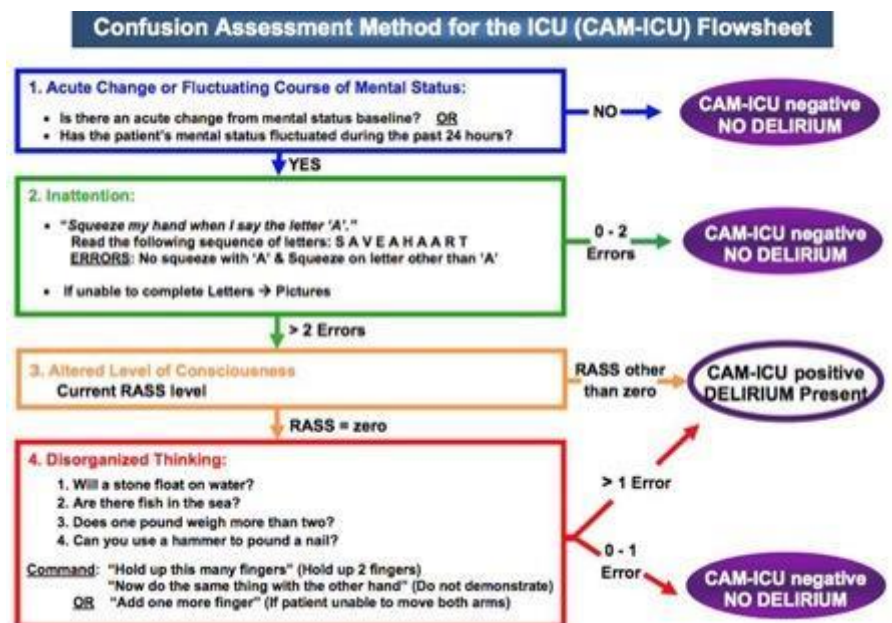 Confusion Assessment Method for the ICU (CAM-ICU) Flowsheet
1. Acute Change or Fluctuating Course of Mental Status:
• Is there an acute change from mental status baseline? OR
• Has the patient's mental status fluctuated during the past 24 hours?
NO
CAM-ICU negative
NO DELIRIUM
YES
2. Inattention:
• "Squeeze my hand when I say the letter 'A'."
Read the following sequence of letters: S A V E A H A A R T
ERRORS: No squeeze with 'A' & Squeeze on letter other than 'A'
• If unable to complete Letters → Pictures
0 - 2
Errors
CAM-ICU negative
NO DELIRIUM
> 2 Errors
3. Altered Level of Consciousness
Current RASS level
RASS other
than zero
CAM-ICU positive
DELIRIUM Present
RASS = zero
4. Disorganized Thinking:
1. Will a stone float on water?
2. Are there fish in the sea?
3. Does one pound weigh more than two?
4. Can you use a hammer to pound a nail?
Command: "Hold up this many fingers" (Hold up 2 fingers)
"Now do the same thing with the other hand" (Do not demonstrate)
OR "Add one more finger" (If patient unable to move both arms)
> 1 Error
0 - 1
Error
CAM-ICU negative
NO DELIRIUM